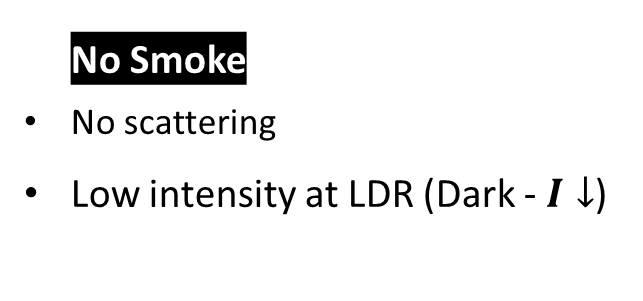 No Smoke
• No scattering
• Low intensity at LDR (Dark - I ↓)